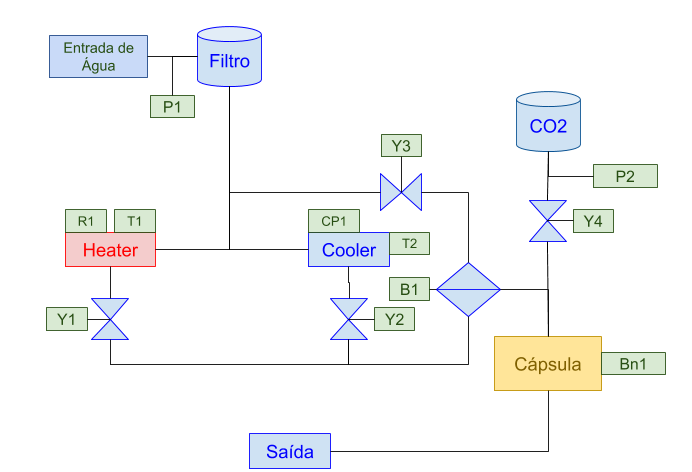 Entrada de
Água
Filtro
P1
CO2
Y3
P2
R1
T1
CP1
Y4
Heater
Cooler
T2
B1
Y1
Y2
Cápsula
Bn1
Saída